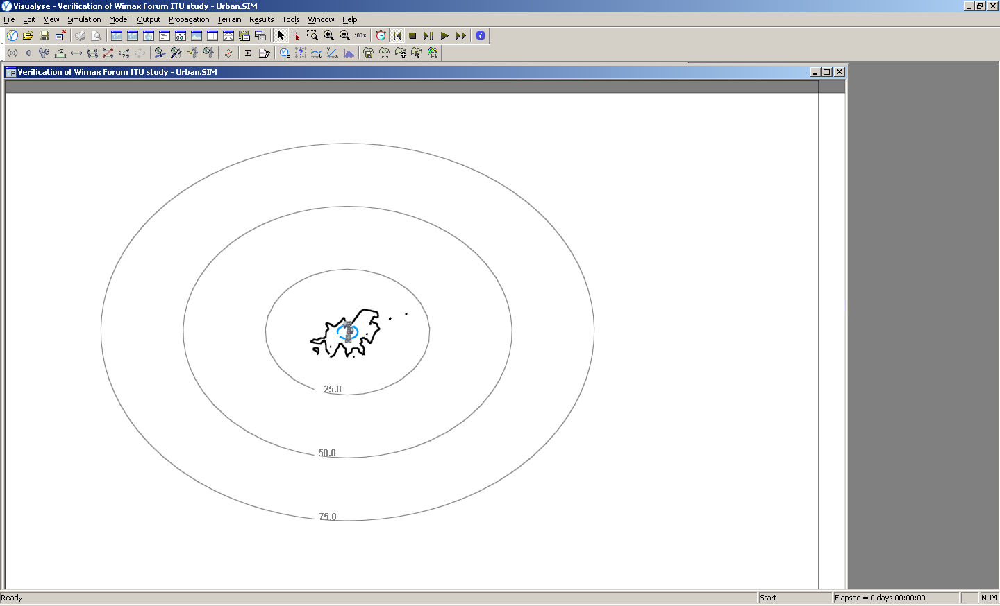 Visualyse - Verification of Wimax Forum ITU study - Urban.SIM
File Edit View Simulation Model Output Propagation Terrain Results Tools Window Help
100%
Hz
Verification of Wimax Forum ITU study - Urban.SIM
25.0
50.0
75.0
Ready Start Elapsed = 0 days 00:00:00 NUM